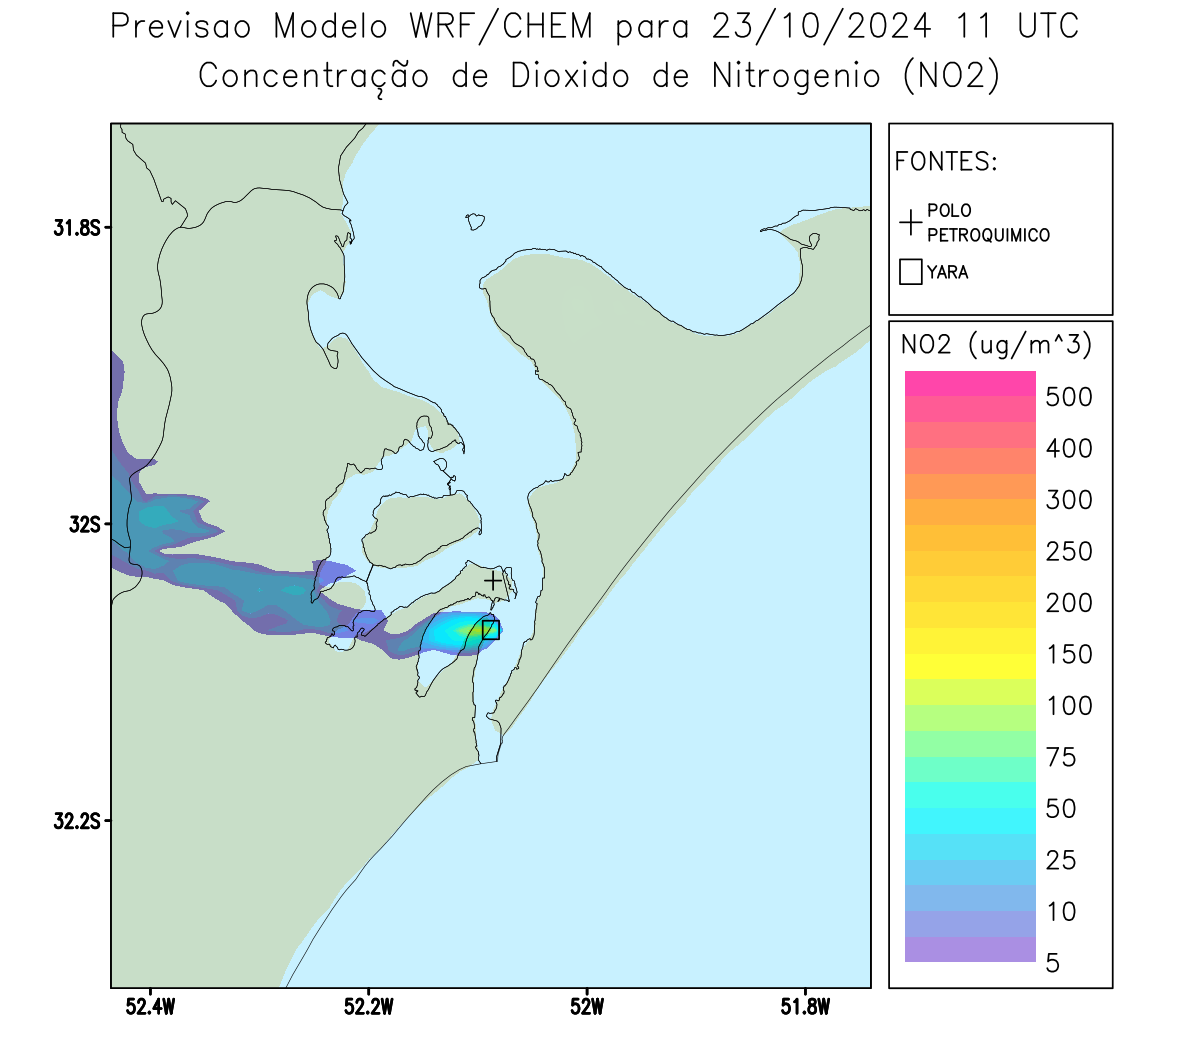 Previsao Modelo WRF/CHEM para 23/10/2024 11 UTC
Concentração de Dioxido de Nitrogenio (NO2)
FONTES:
POLO
PETROQUIMICO
YARA
NO2 (ug/m^3)
500
400
300
250
200
150
100
75
50
25
10
5
31.8S
32S
32.2S
52.4W
52.2W
52W
51.8W